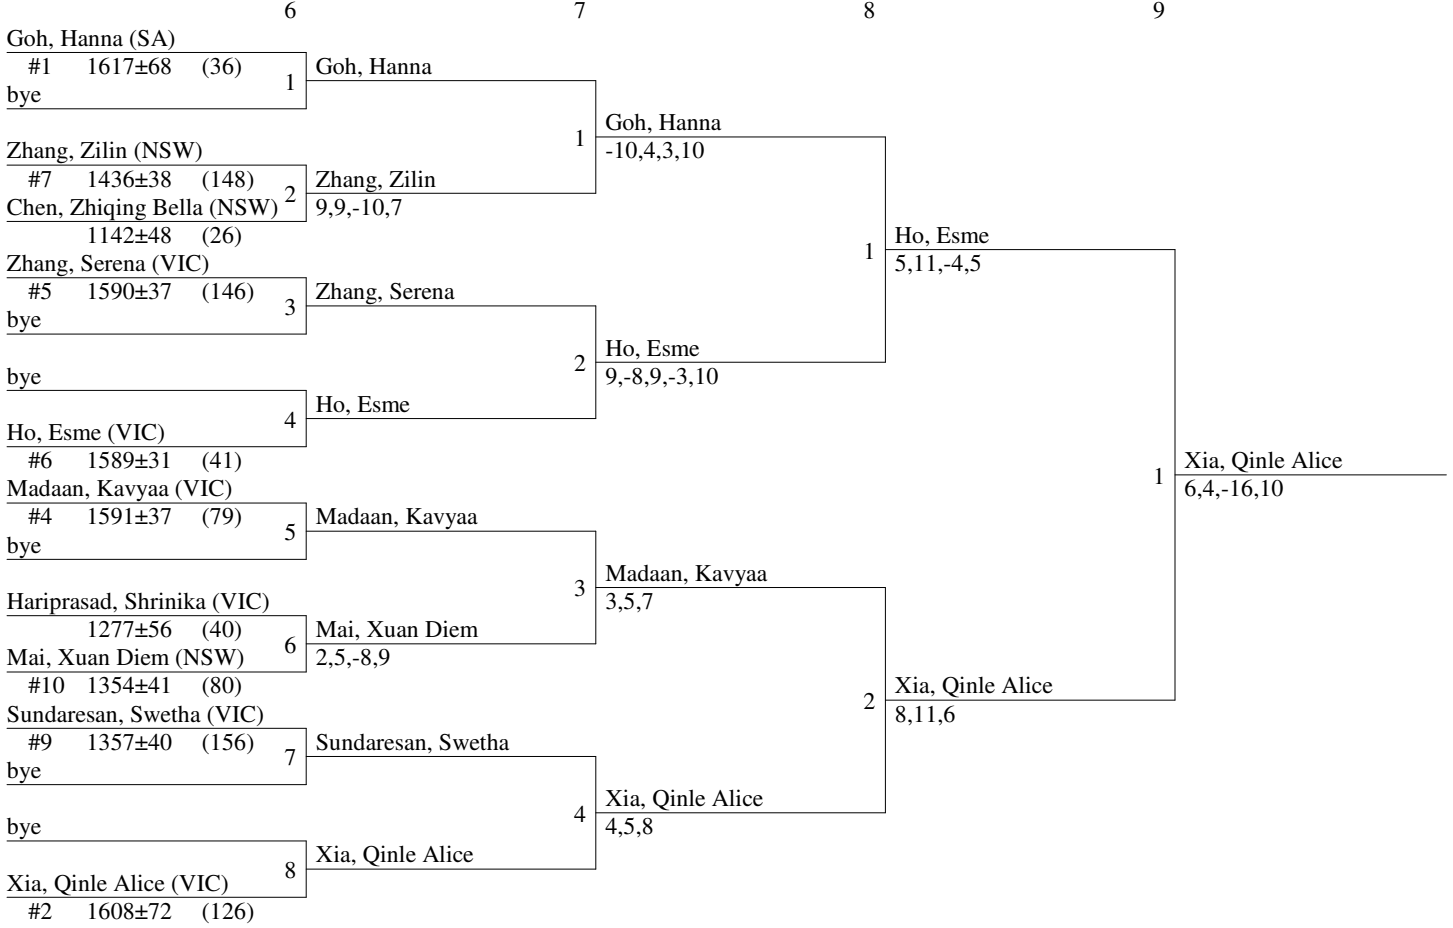 6 7 8 9
Goh, Hanna (SA)
#1 1617±68 (36)
bye
1
Goh, Hanna
Zhang, Zilin (NSW)
#7 1436±38 (148)
Chen, Zhiqing Bella (NSW)
1142±48 (26)
2
Zhang, Zilin
9,9,-10,7
Zhang, Serena (VIC)
#5 1590±37 (146)
bye
3
Zhang, Serena
bye
Ho, Esme (VIC)
#6 1589±31 (41)
4
Ho, Esme
Madaan, Kavyaa (VIC)
#4 1591±37 (79)
bye
5
Madaan, Kavyaa
Hariprasad, Shrinika (VIC)
1277±56 (40)
Mai, Xuan Diem (NSW)
#10 1354±41 (80)
6
Mai, Xuan Diem
2,5,-8,9
Sundaresan, Swetha (VIC)
#9 1357±40 (156)
bye
7
Sundaresan, Swetha
bye
Xia, Qinle Alice (VIC)
#2 1608±72 (126)
8
Xia, Qinle Alice
1
Goh, Hanna
-10,4,3,10
2
Ho, Esme
9,-8,9,-3,10
3
Madaan, Kavyaa
3,5,7
4
Xia, Qinle Alice
4,5,8
1
Ho, Esme
5,11,-4,5
2
Xia, Qinle Alice
8,11,6
1
Xia, Qinle Alice
6,4,-16,10